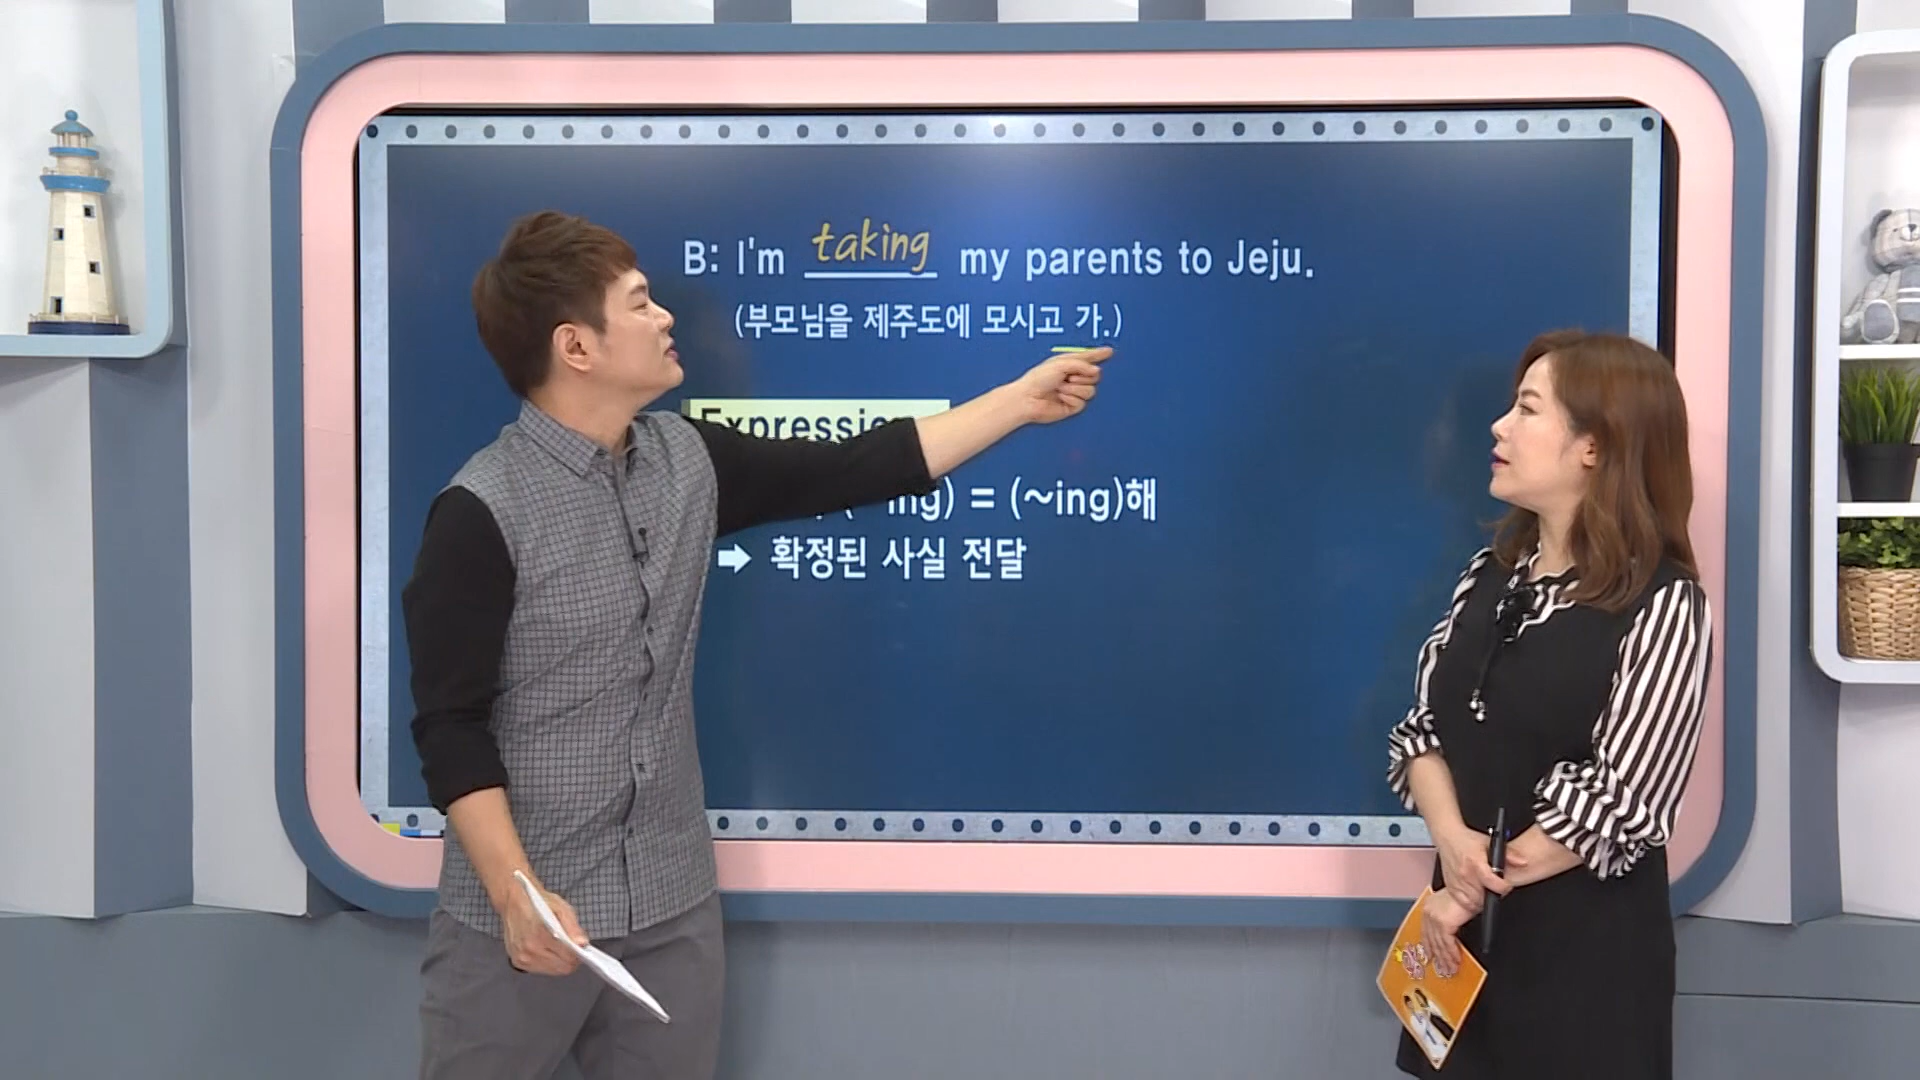 B: I'm taking my parents to Jeju.
(부모님을 제주도에 모시고 가.)
Expression
ing) = (~ing)해
➡ 확정된 사실 전달